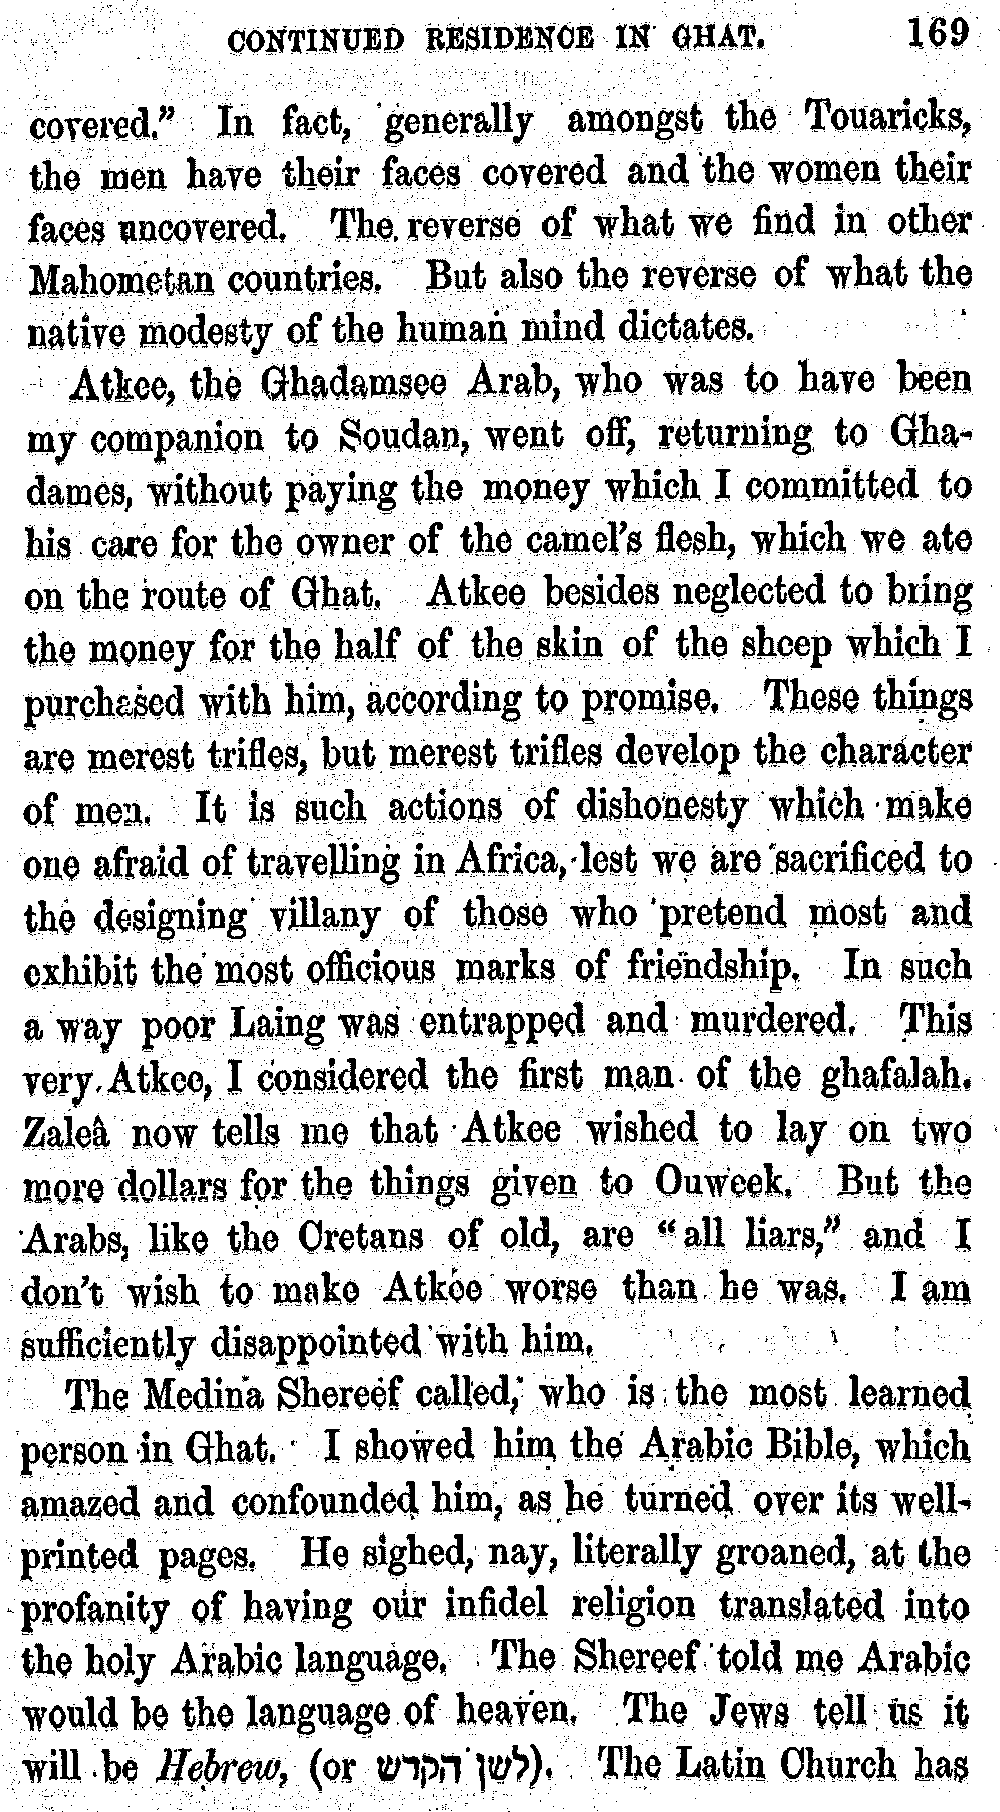 CONTINUED RESIDENCE IN GHAT. 169
covered." In fact, generally amongst the Touaricks,
the men have their faces covered and the women their
faces uncovered. The reverse of what we find in other
Mahometan countries. But also the reverse of what the
native modesty of the human mind dictates.
Atkee, the Ghadamsee Arab, who was to have been
my companion to Soudan, went off, returning to Gha-
dames, without paying the money which I committed to
his care for the owner of the camel's flesh, which we ate
on the route of Ghat. Atkee besides neglected to bring
the money for the half of the skin of the sheep which I
purchased with him, according to promise. These things
are merest trifles, but merest trifles develop the character
of men. It is such actions of dishonesty which make
one afraid of travelling in Africa, lest we are sacrificed to
the designing villany of those who pretend most and
exhibit the most officious marks of friendship. In such
a way poor Laing was entrapped and murdered. This
very Atkee, I considered the first man of the ghafalah.
Zaleâ now tells me that Atkee wished to lay on two
more dollars for the things given to Ouweek. But the
Arabs, like the Cretans of old, are "all liars," and I
don't wish to make Atkee worse than he was. I am
sufficiently disappointed with him.
The Medina Shereef called, who is the most learned
person in Ghat. I showed him the Arabic Bible, which
amazed and confounded him, as he turned over its well-
printed pages. He sighed, nay, literally groaned, at the
profanity of having our infidel religion translated into
the holy Arabic language. The Shereef told me Arabic
would be the language of heaven. The Jews tell us it
will be Hebrew, (or לשן הקדש). The Latin Church has